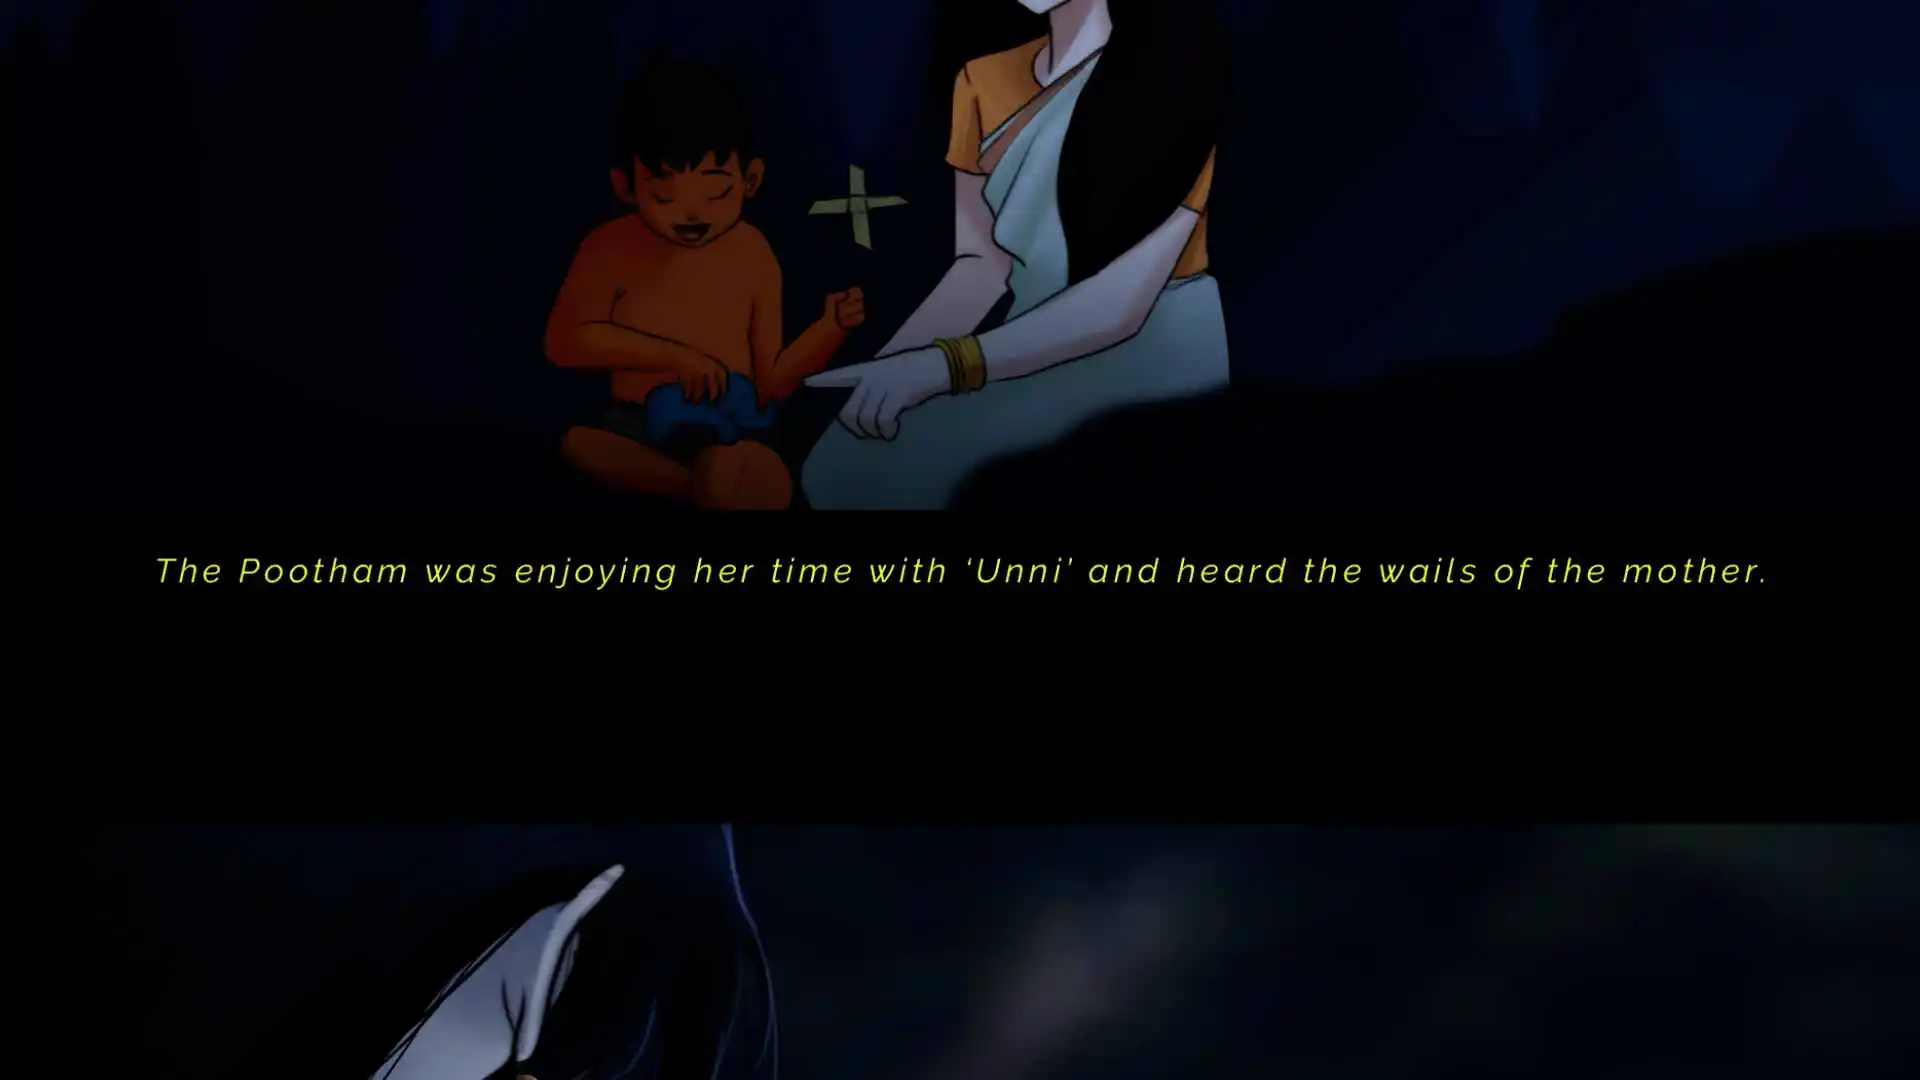 The Pootham was enjoying her time with ‘Unni’ and heard the wails of the mother.